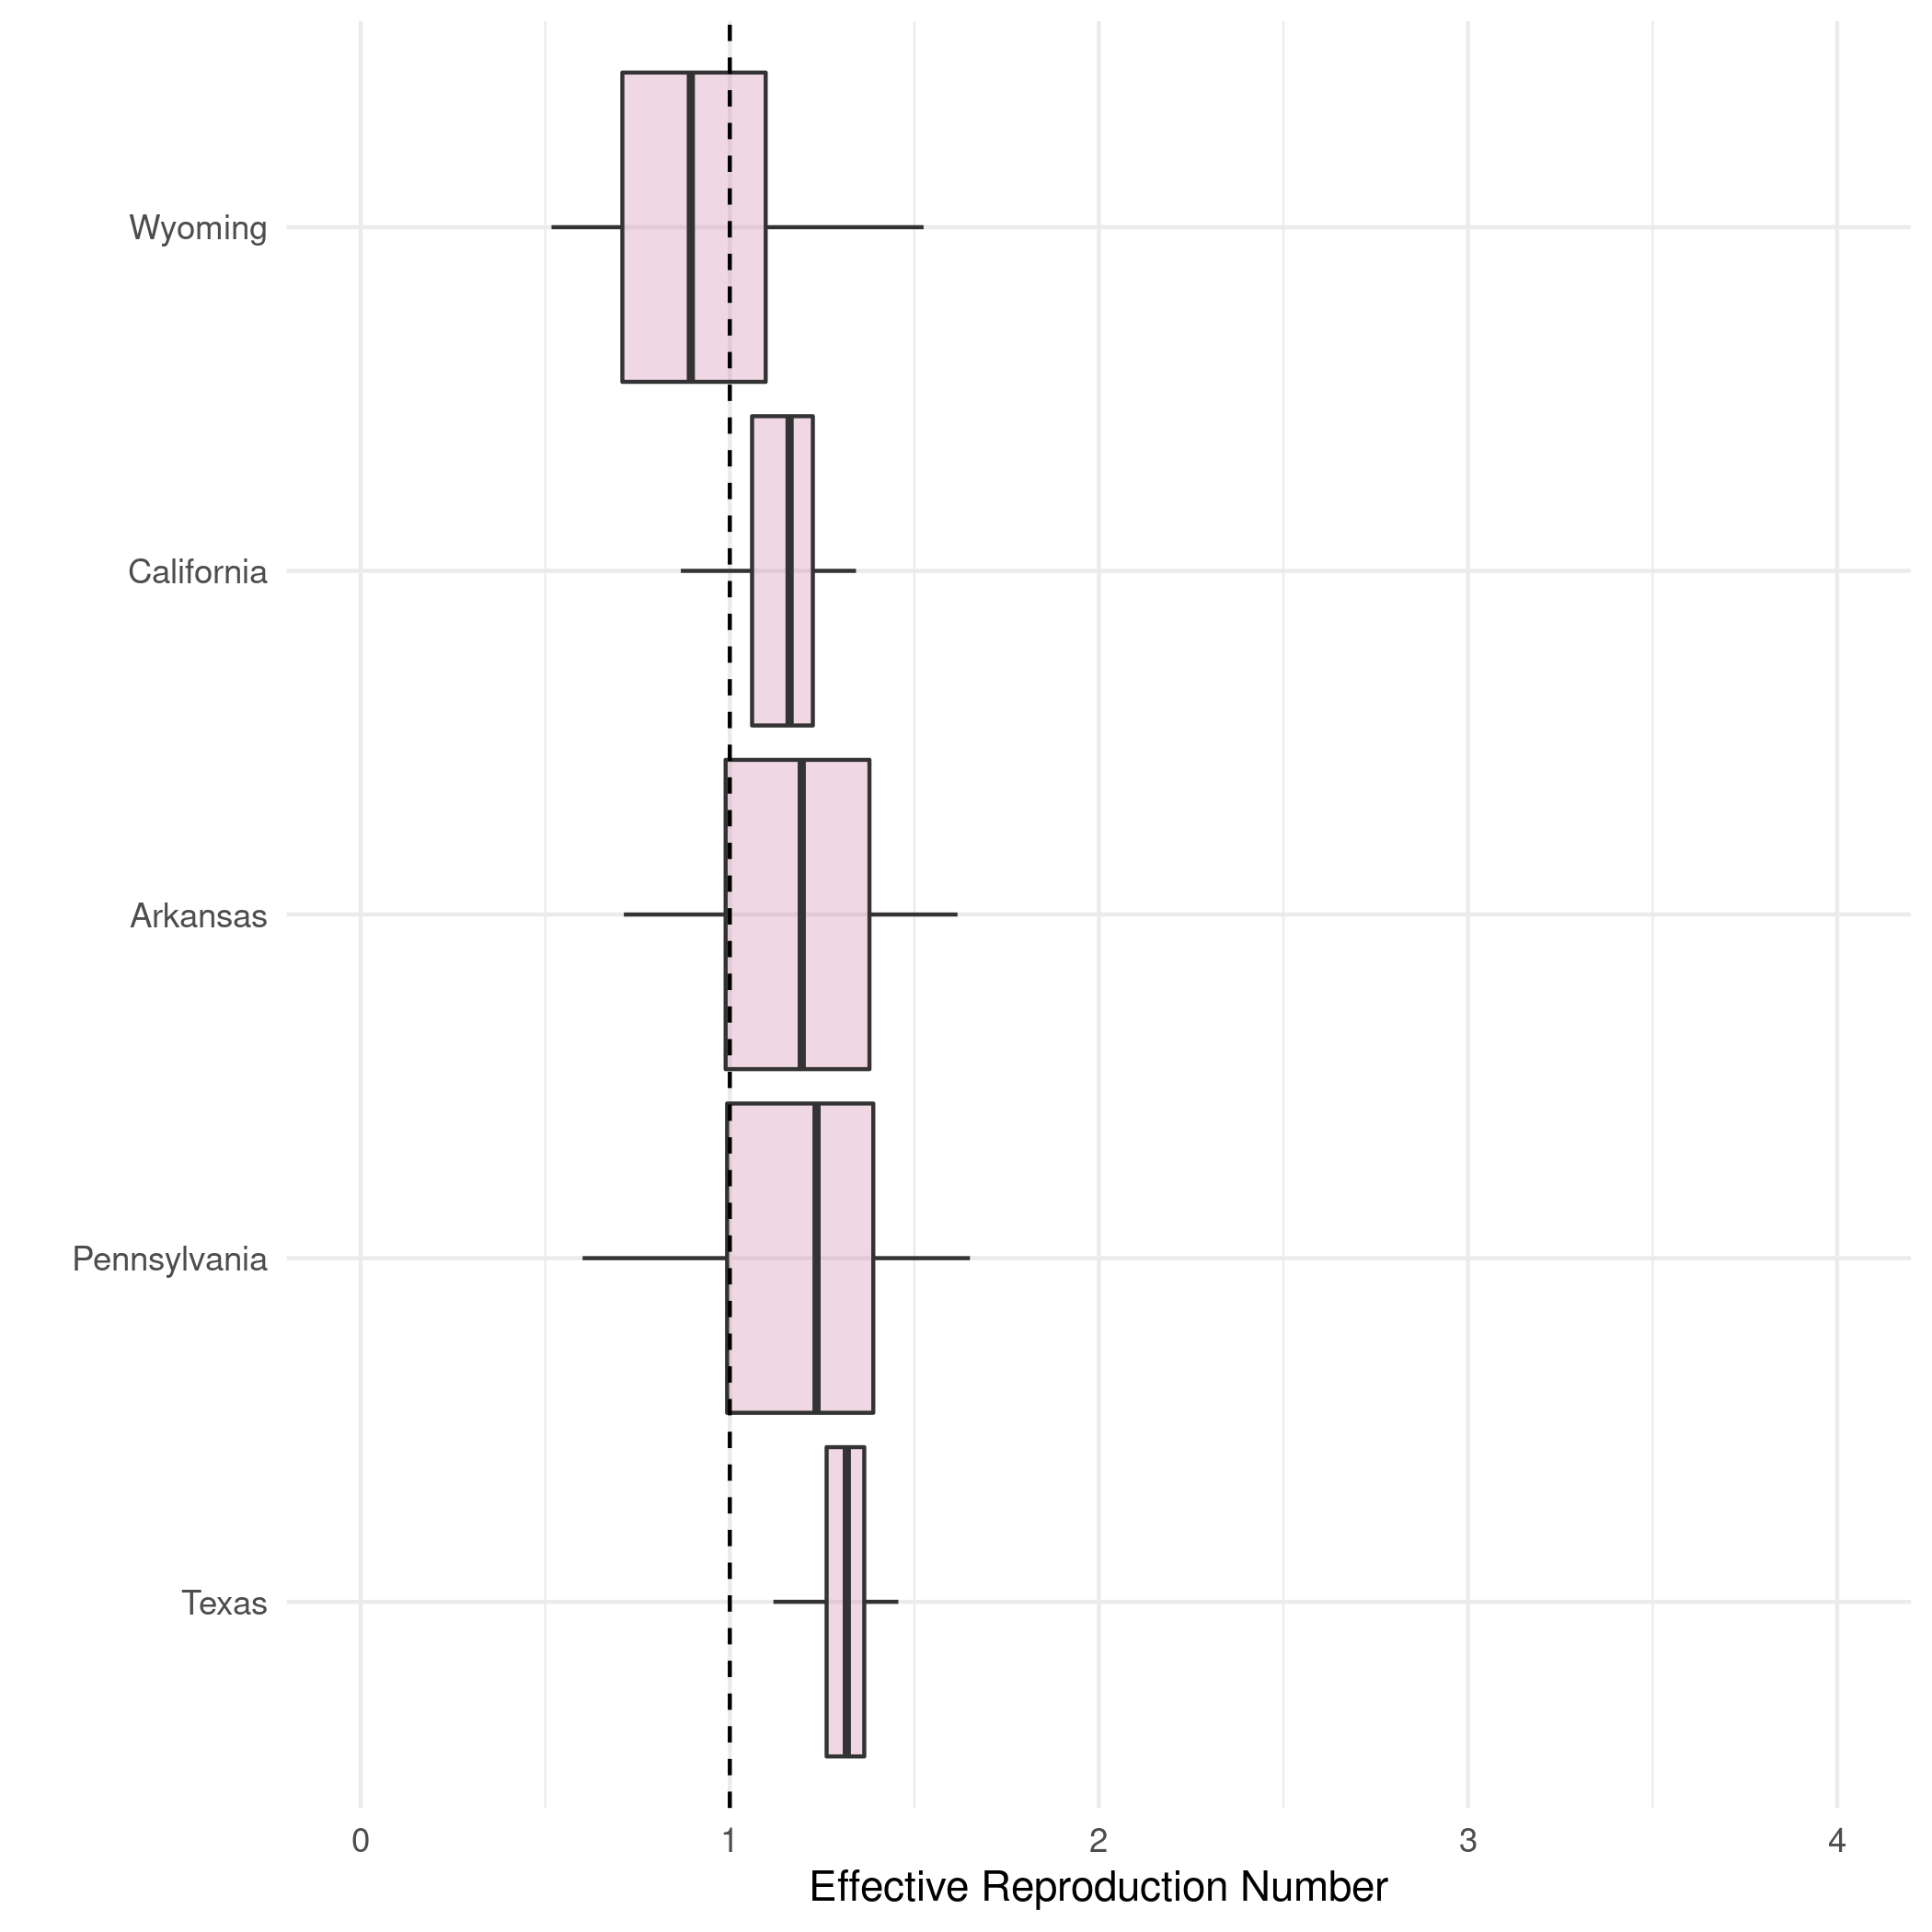 Wyoming
California
Arkansas
Pennsylvania
Texas
0 1 2 3 4
Effective Reproduction Number